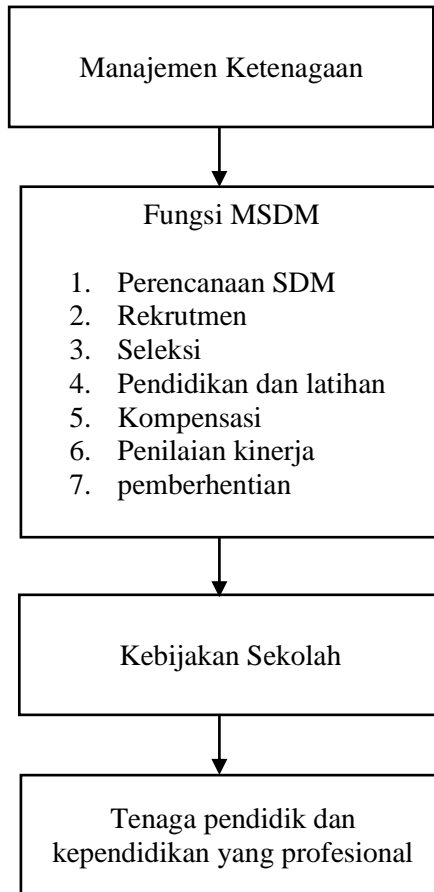 Manajemen Ketenagaan
Fungsi MSDM
1. Perencanaan SDM
2. Rekrutmen
3. Seleksi
4. Pendidikan dan latihan
5. Kompensasi
6. Penilaian kinerja
7. pemberhentian
Kebijakan Sekolah
Tenaga pendidik dan
kependidikan yang profesional